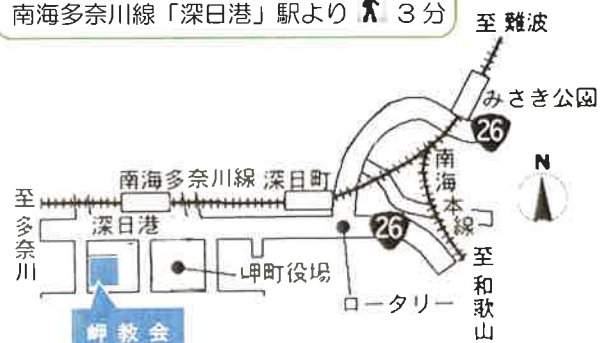 南海多奈川線「深日港」駅より 3分
至難波
みさき公園
26
N
南海多奈川線
深日町
南海本線
至多奈川
深日港
26
岬町役場
ロータリー
至和歌山
岬教会